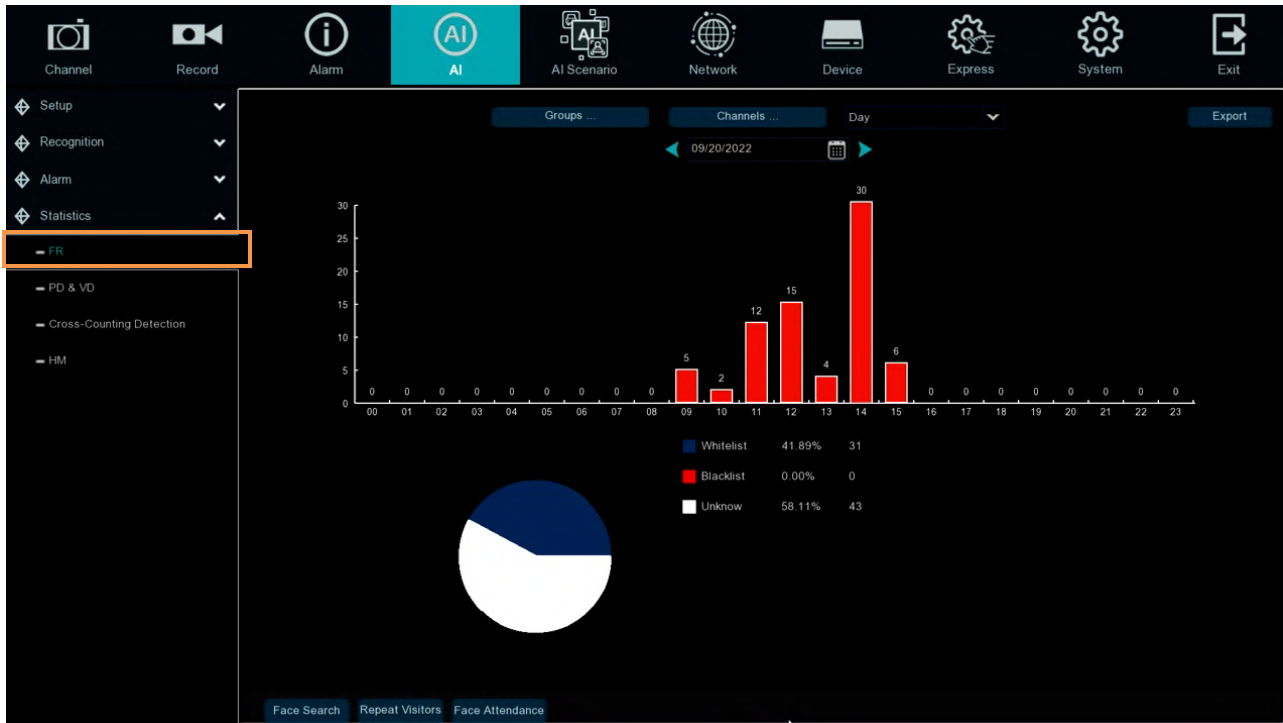 Channel Record Alarm AI AI Scenario Network Device Express System Exit
AI
AI
Setup
Recognition
Alarm
Statistics
FR
PD & VD
Cross-Counting Detection
HM
Groups ... Channels ... Day Export
09/20/2022
30
25
20
15
10
5
0
0 0 0 0 0 0 0 0 0 5 2 12 15 4 30 6 0 0 0 0 0 0 0 0
00 01 02 03 04 05 06 07 08 09 10 11 12 13 14 15 16 17 18 19 20 21 22 23
Whitelist 41.89% 31
Blacklist 0.00% 0
Unknow 58.11% 43
Face Search Repeat Visitors Face Attendance